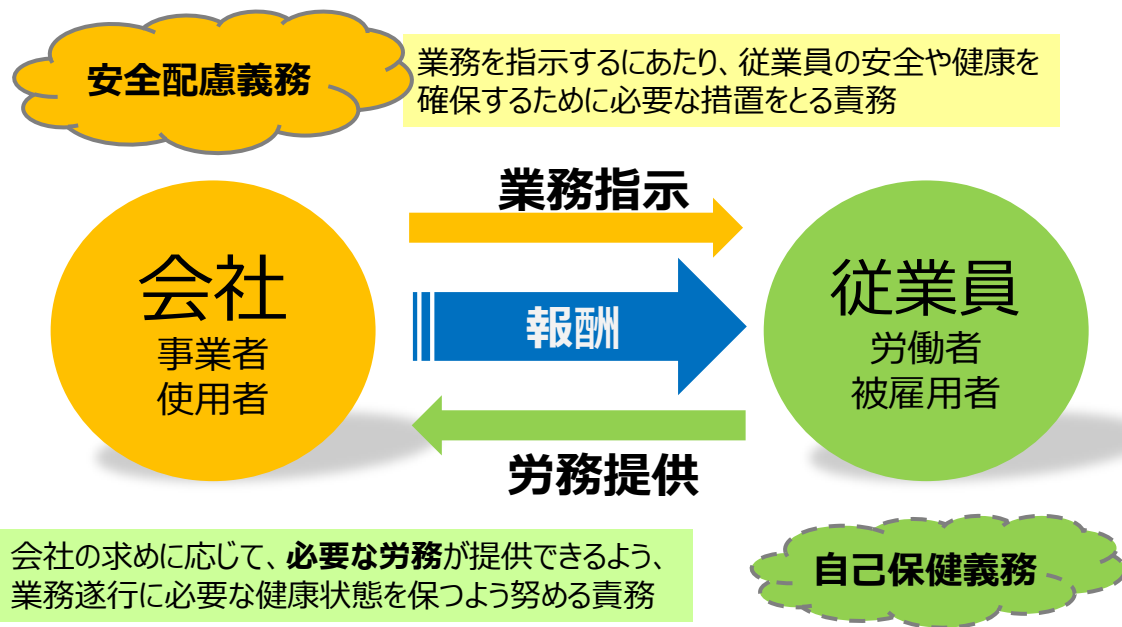 安全配慮義務
業務を指示するにあたり、従業員の安全や健康を
確保するために必要な措置をとる責務
業務指示
会社
事業者
使用者
報酬
従業員
労働者
被雇用者
労務提供
会社の求めに応じて、必要な労務が提供できるよう、
業務遂行に必要な健康状態を保つよう努める責務
自己保健義務